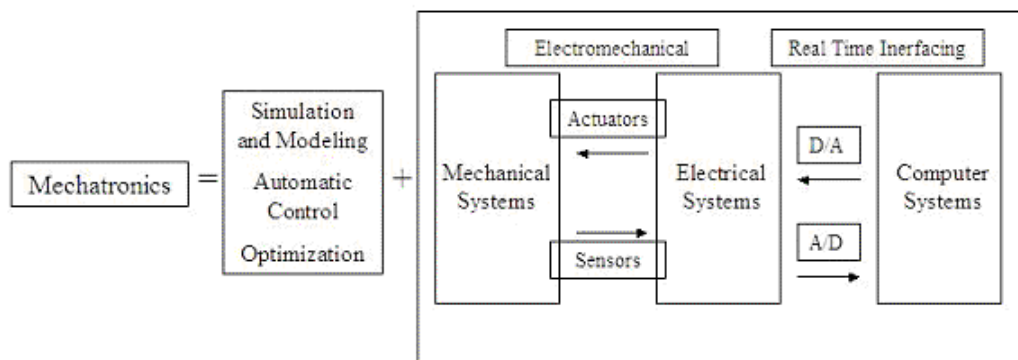 Mechatronics
=
Simulation
and Modeling
Automatic
Control
Optimization
+
Electromechanical
Real Time Inerfacing
Mechanical
Systems
Actuators
Sensors
Electrical
Systems
D/A
A/D
Computer
Systems